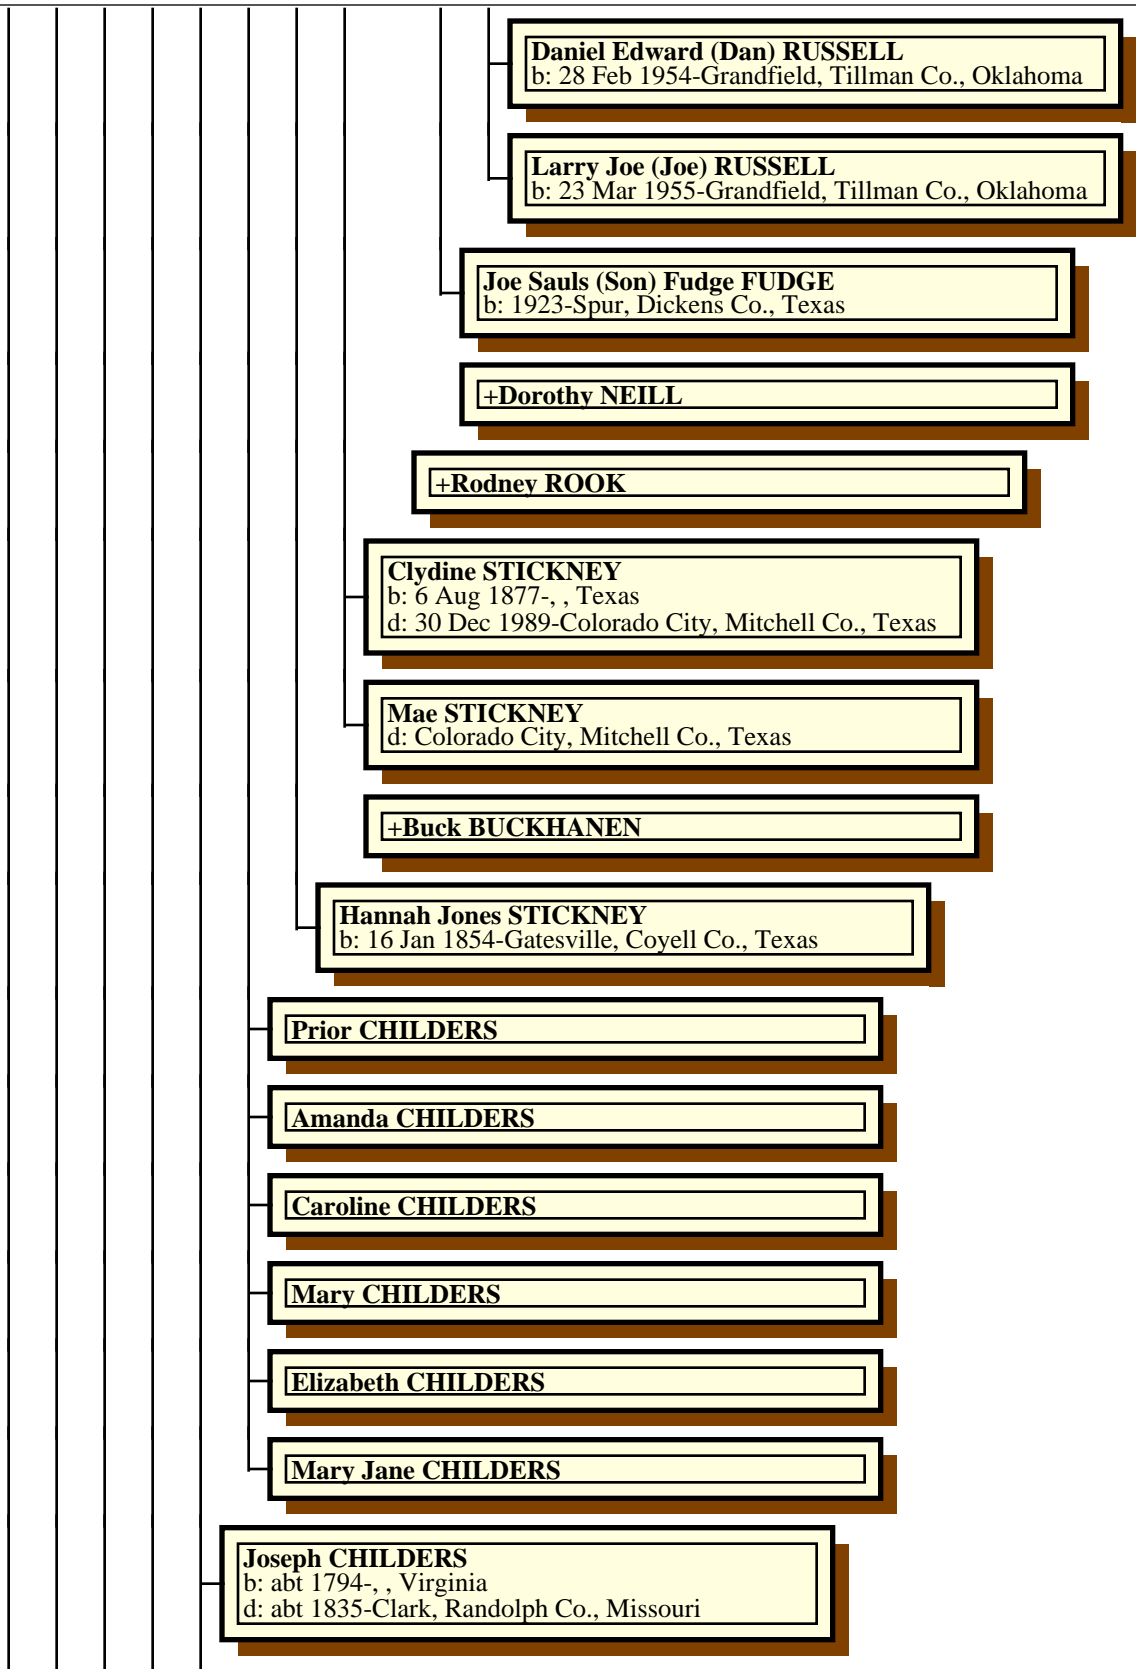 Daniel Edward (Dan) RUSSELL
b: 28 Feb 1954-Grandfield, Tillman Co., Oklahoma
Larry Joe (Joe) RUSSELL
b: 23 Mar 1955-Grandfield, Tillman Co., Oklahoma
Joe Sauls (Son) Fudge FUDGE
b: 1923-Spur, Dickens Co., Texas
+Dorothy NEILL
+Rodney ROOK
Clydine STICKNEY
b: 6 Aug 1877-, , Texas
d: 30 Dec 1989-Colorado City, Mitchell Co., Texas
Mae STICKNEY
d: Colorado City, Mitchell Co., Texas
+Buck BUCKHANEN
Hannah Jones STICKNEY
b: 16 Jan 1854-Gatesville, Coyell Co., Texas
Prior CHILDERS
Amanda CHILDERS
Caroline CHILDERS
Mary CHILDERS
Elizabeth CHILDERS
Mary Jane CHILDERS
Joseph CHILDERS
b: abt 1794-, , Virginia
d: abt 1835-Clark, Randolph Co., Missouri